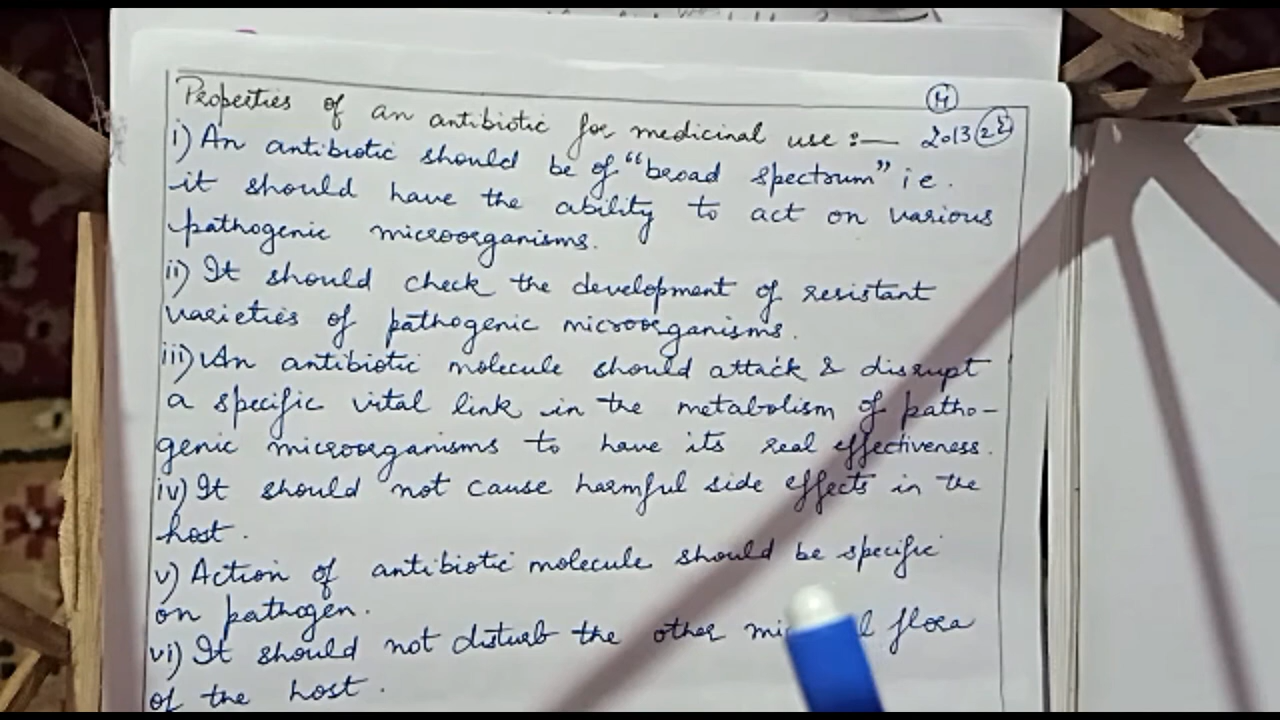 Properties of an antibiotic for medicinal use :— 2013
i) An antibiotic should be of "broad spectrum" i e.
it should have the ability to act on various
pathogenic microorganisms.
ii) It should check the development of resistant
varieties of pathogenic microorganisms.
iii) An antibiotic molecule should attack & disrupt
a specific vital link in the metabolism of patho-
genic microorganisms to have its real effectiveness.
iv) It should not cause harmful side effects in the
host.
v) Action of antibiotic molecule should be specific
on pathogen.
vi) It should not disturb the other flora
of the host.